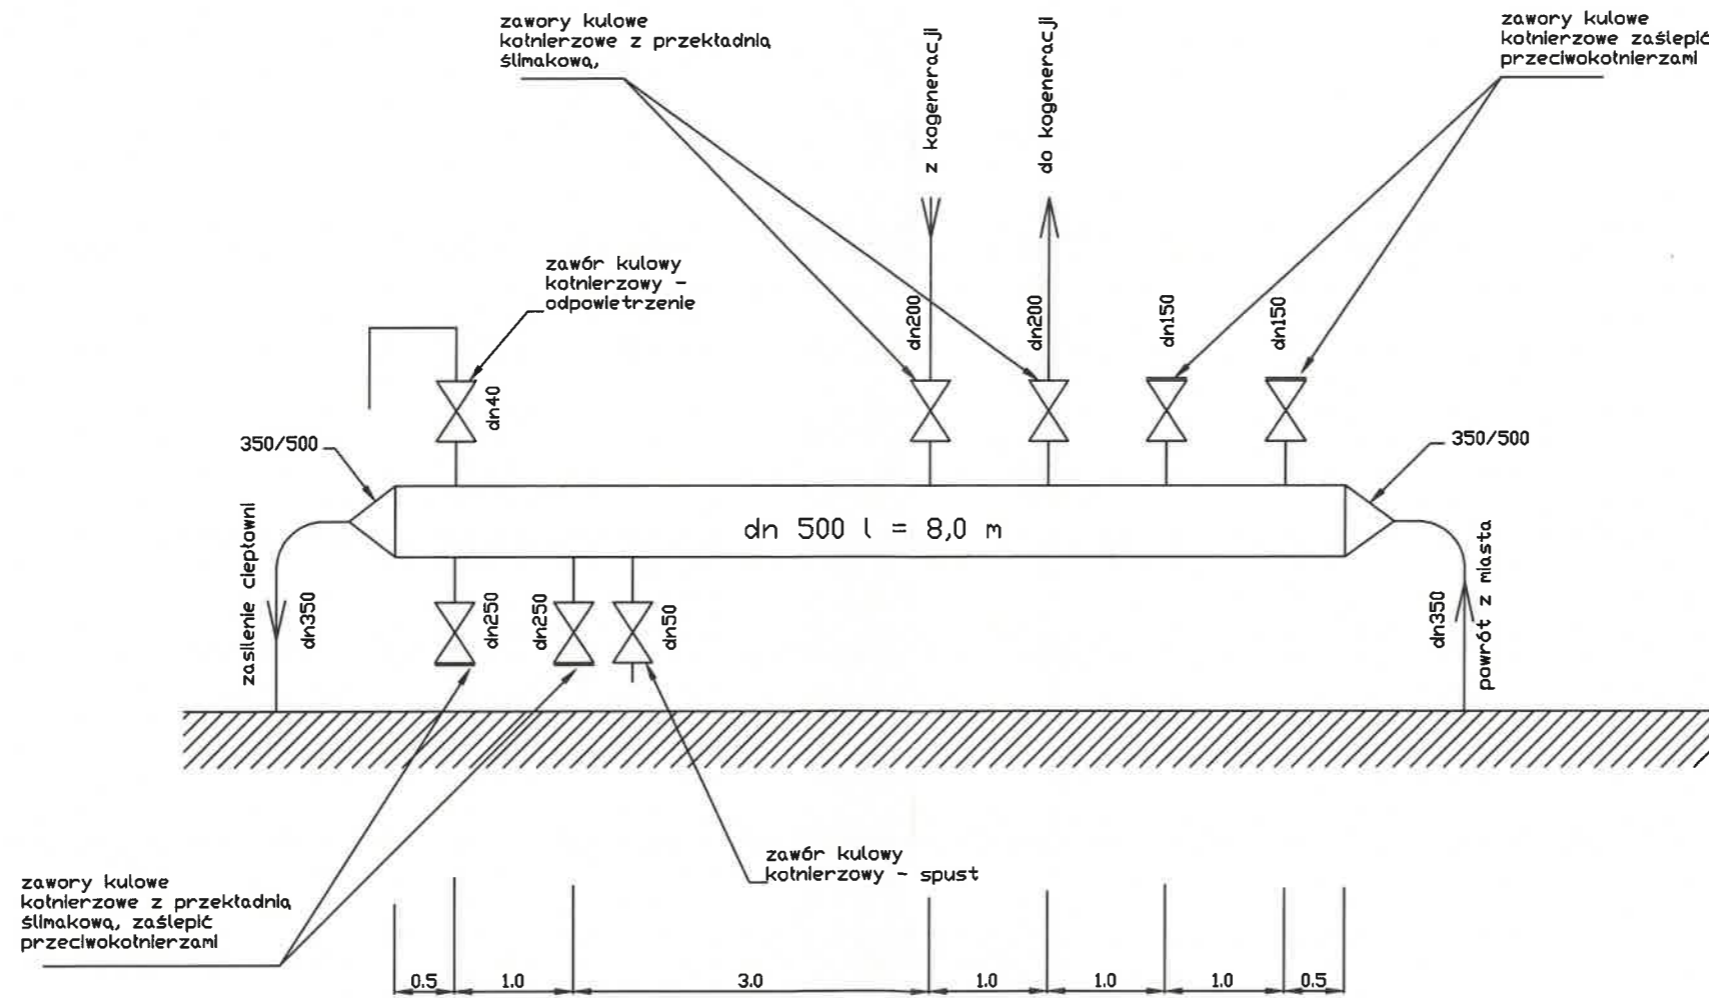 zawory kulowe
kołnierzowe z przekładnią
ślimakową,
z kogeneracji
do kogeneracji
zawory kulowe
kołnierzowe zaślepić
przeciwokołnierzami
zawór kulowy
kołnierzowy -
odpowietrzenie
dn200
dn200
dn150
dn150
dn40
350/500
350/500
dn 500 l = 8,0 m
zasilenie ciepłowni
dn350
dn250
dn250
dn50
dn350
powrót z miasta
zawór kulowy
kołnierzowy - spust
zawory kulowe
kołnierzowe z przekładnią
ślimakową, zaślepić
przeciwokołnierzami
0.5 1.0 3.0 1.0 1.0 1.0 0.5